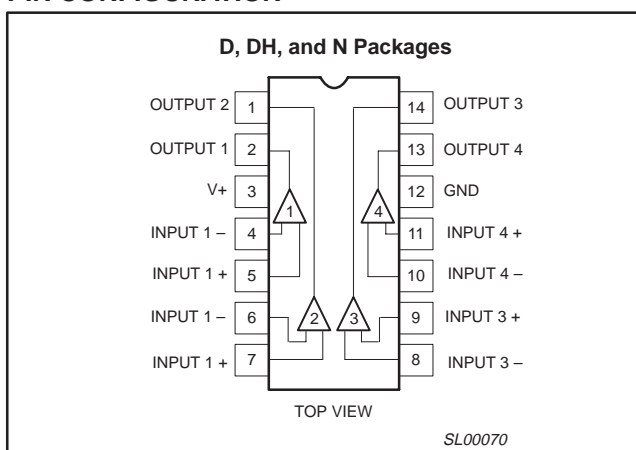 D, DH, and N Packages
OUTPUT 2 1 14 OUTPUT 3
OUTPUT 1 2 13 OUTPUT 4
V+ 3 12 GND
1 4
INPUT 1 – 4 11 INPUT 4 +
INPUT 1 + 5 10 INPUT 4 –
INPUT 1 – 6 2 3 9 INPUT 3 +
INPUT 1 + 7 8 INPUT 3 –
TOP VIEW
SL00070